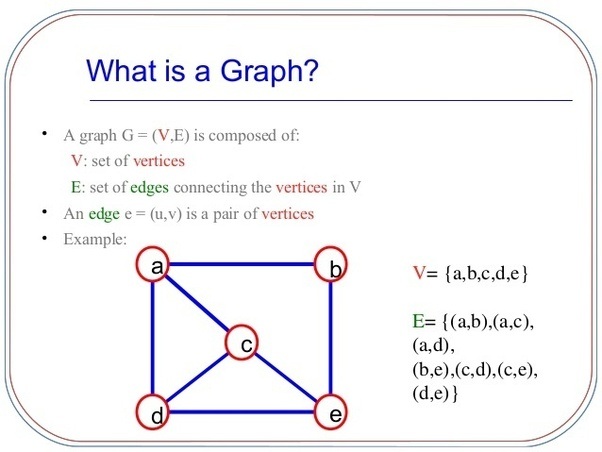 What is a Graph?
• A graph G = (V,E) is composed of:
V: set of vertices
E: set of edges connecting the vertices in V
• An edge e = (u,v) is a pair of vertices
• Example:
a
b
c
d
e
V= {a,b,c,d,e}
E= {(a,b),(a,c),
(a,d),
(b,e),(c,d),(c,e),
(d,e)}